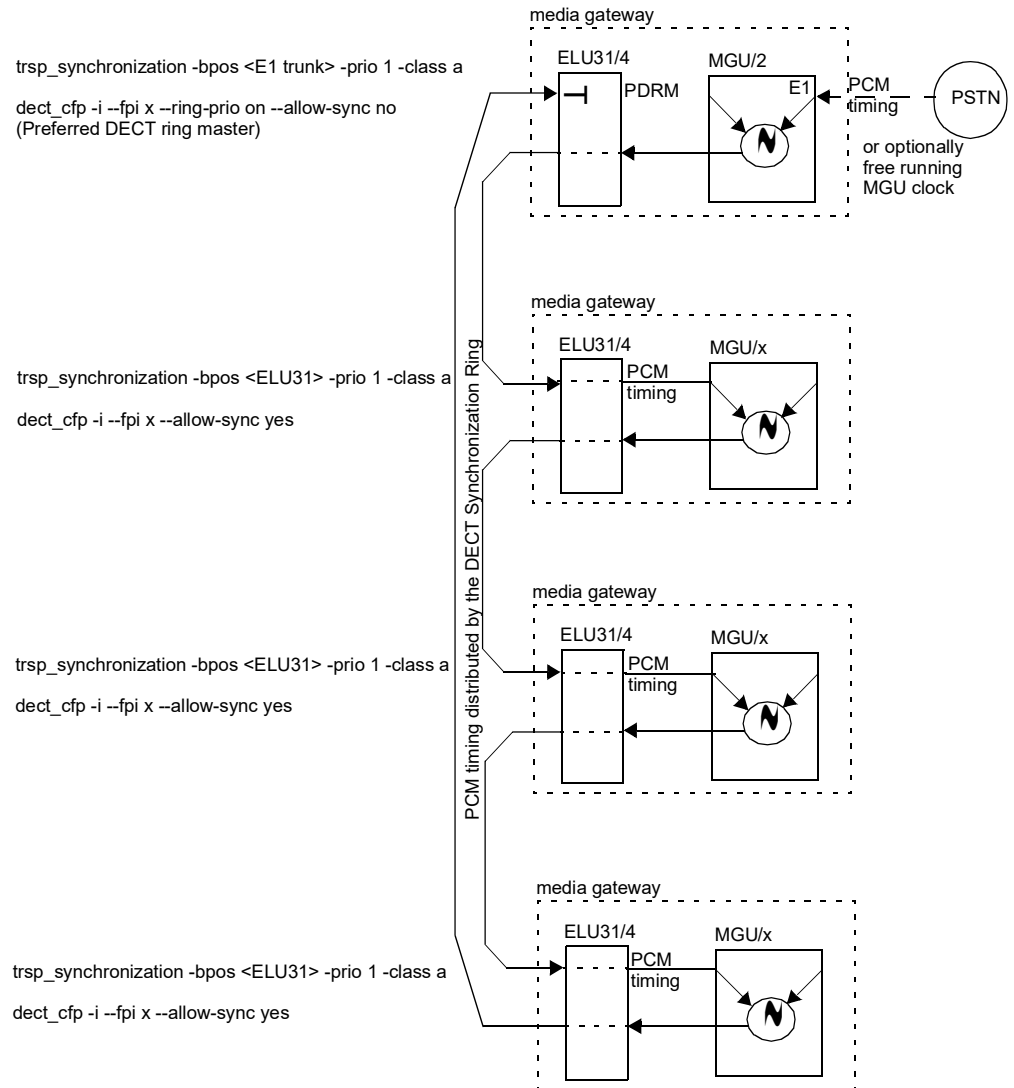 media gateway
trsp_synchronization -bpos <E1 trunk> -prio 1 -class a
dect_cfp -i --fpi x --ring-prio on --allow-sync no
(Preferred DECT ring master)
ELU31/4
PDRM
MGU/2
E1
PCM
timing
PSTN
or optionally
free running
MGU clock
PCM timing distributed by the DECT Synchronization Ring
media gateway
trsp_synchronization -bpos <ELU31> -prio 1 -class a
dect_cfp -i --fpi x --allow-sync yes
ELU31/4
PCM
timing
MGU/x
media gateway
trsp_synchronization -bpos <ELU31> -prio 1 -class a
dect_cfp -i --fpi x --allow-sync yes
ELU31/4
PCM
timing
MGU/x
media gateway
trsp_synchronization -bpos <ELU31> -prio 1 -class a
dect_cfp -i --fpi x --allow-sync yes
ELU31/4
PCM
timing
MGU/x